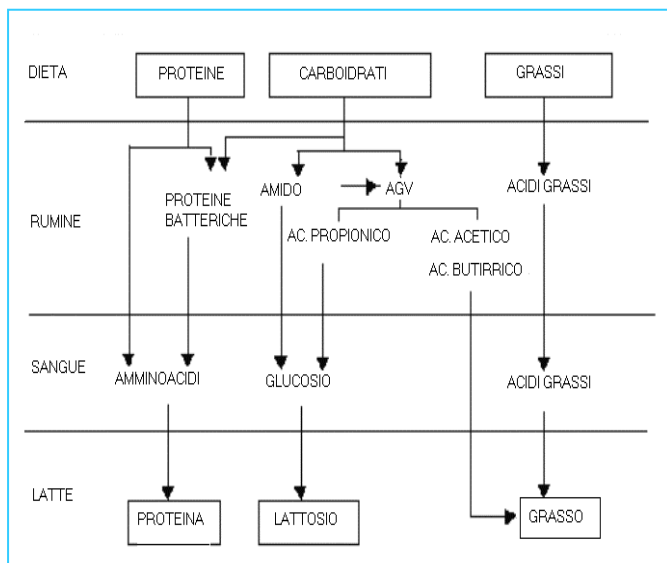 DIETA
PROTEINE
CARBOIDRATI
GRASSI
RUMINE
PROTEINE
BATTERICHE
AMIDO
AGV
ACIDI GRASSI
AC. PROPIONICO
AC. ACETICO
AC. BUTIRRICO
SANGUE
AMMINOACIDI
GLUCOSIO
ACIDI GRASSI
LATTE
PROTEINA
LATTOSIO
GRASSO